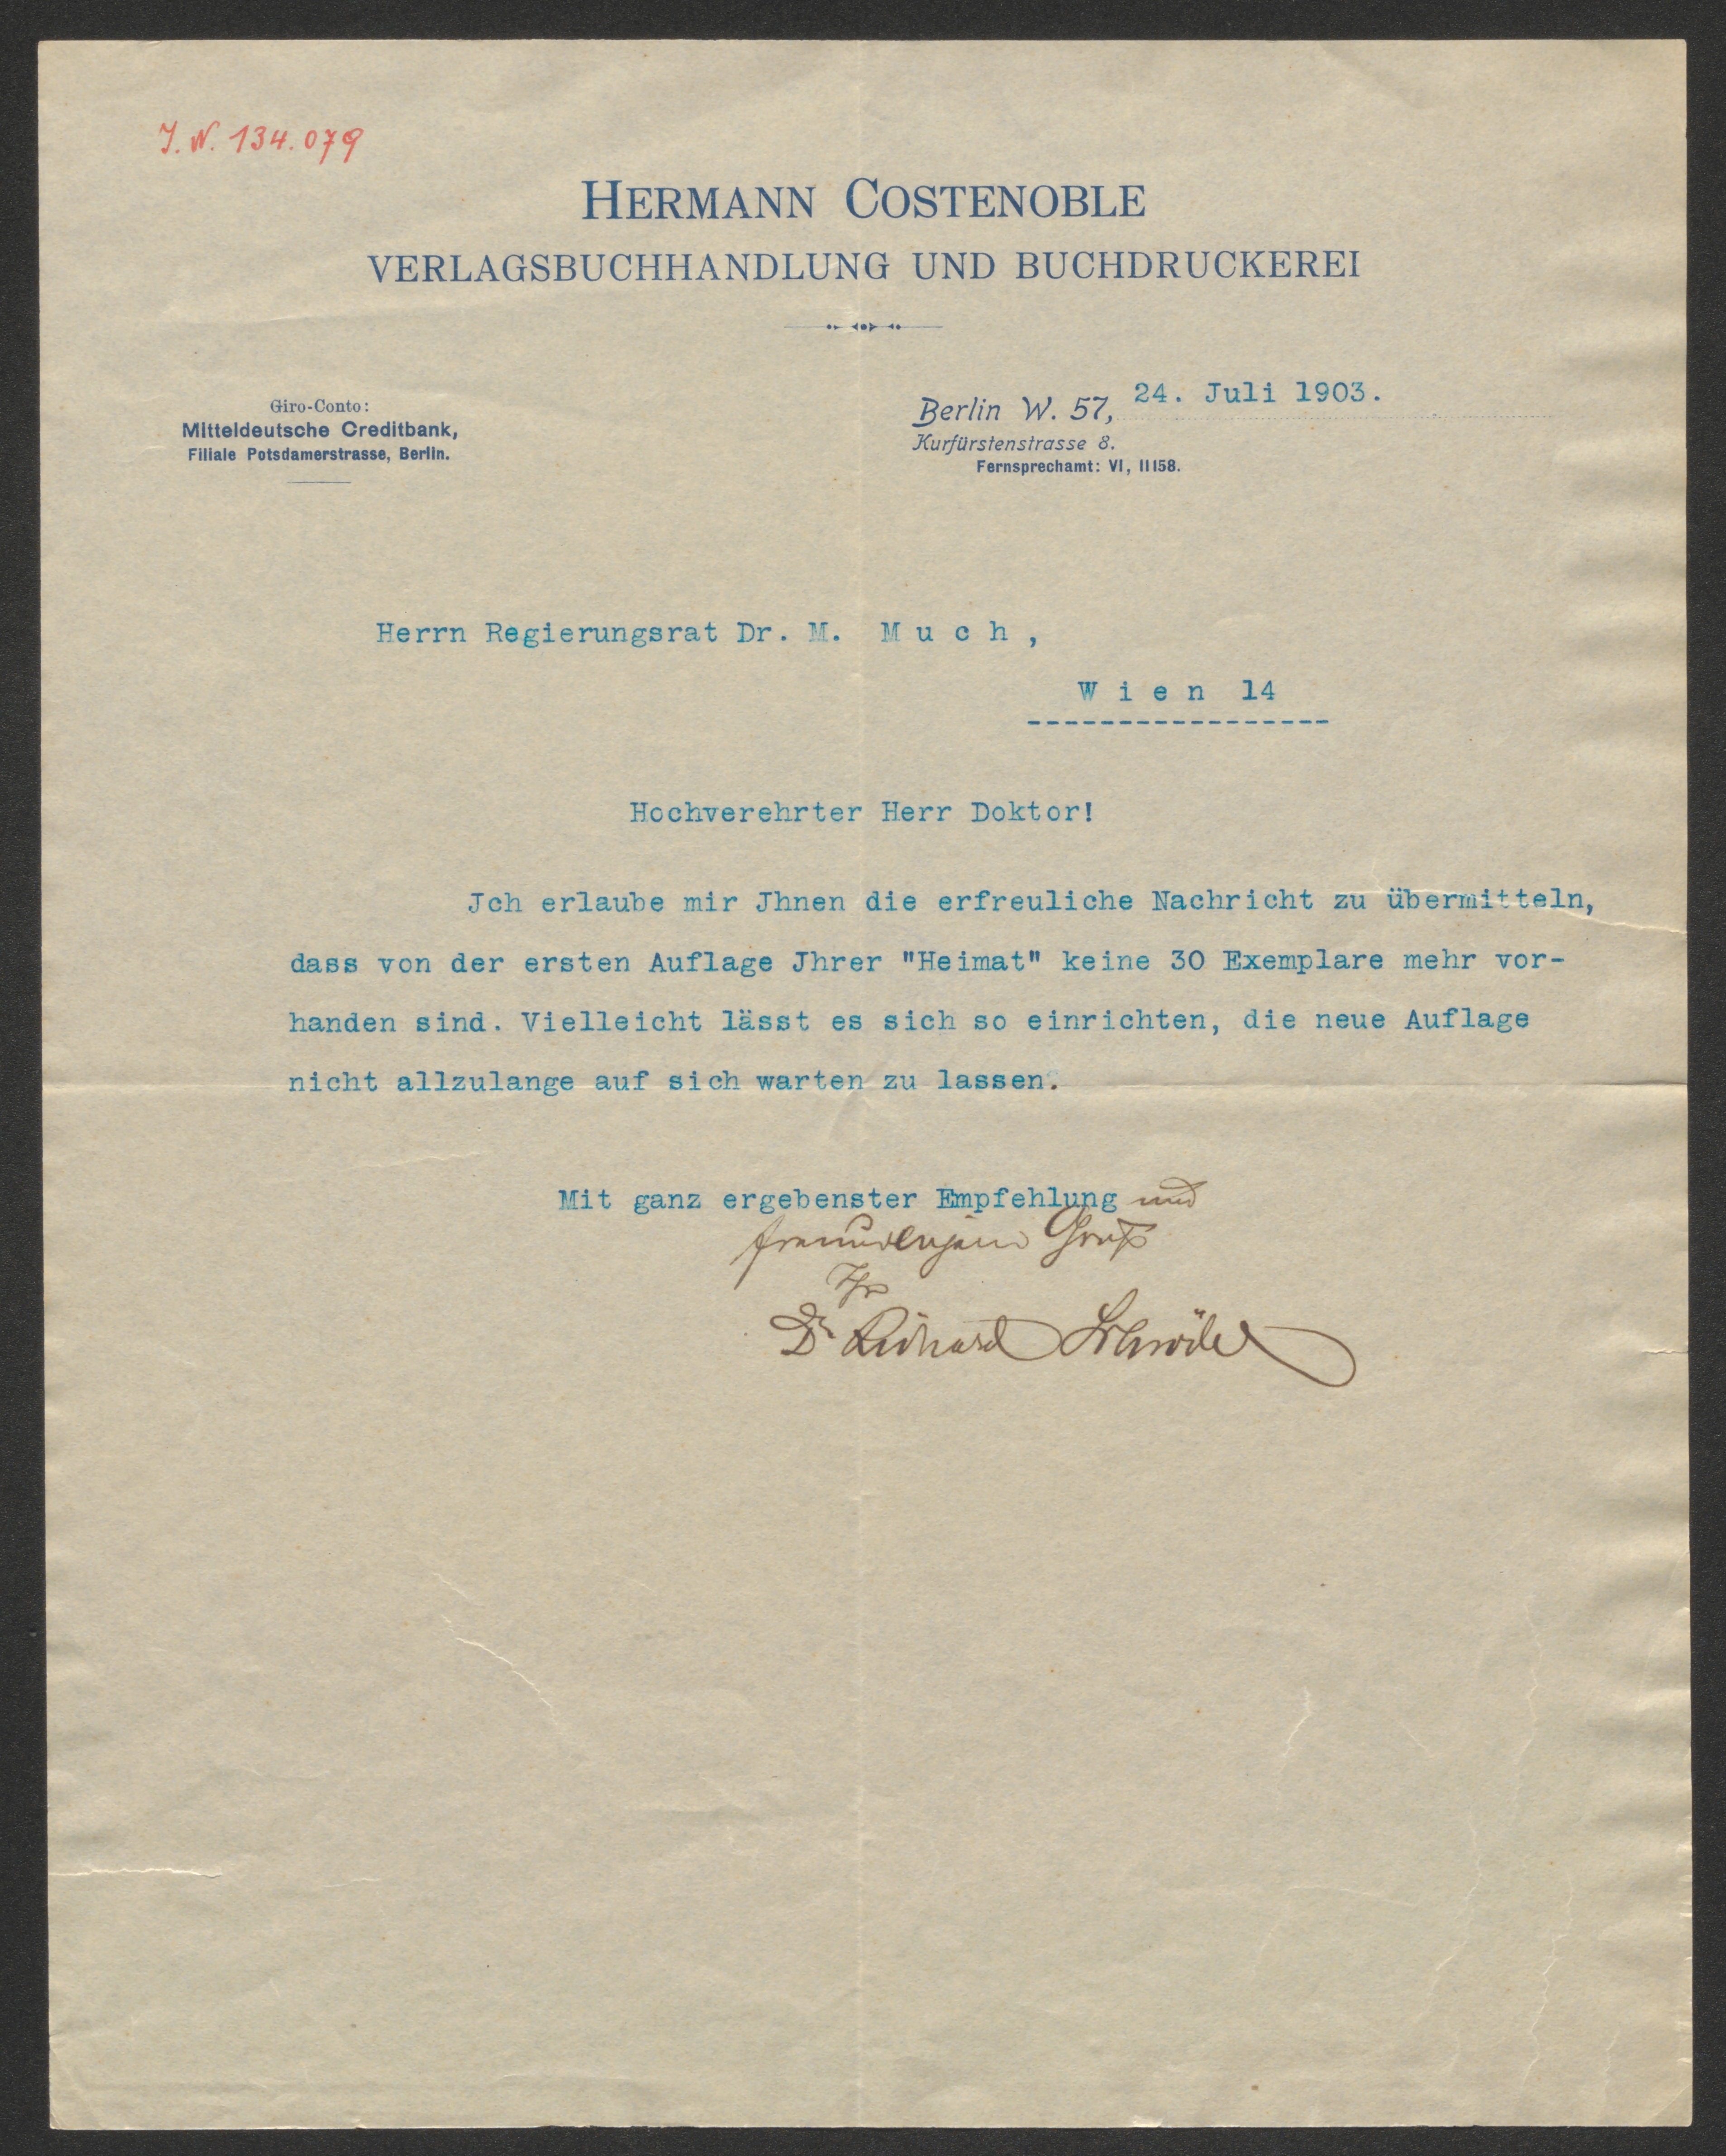 J. N. 134.079
HERMANN COSTENOBLE
VERLAGSBUCHHANDLUNG UND BUCHDRUCKEREI
Giro-Conto:
Mitteldeutsche Creditbank,
Filiale Potsdamerstrasse, Berlin.
Berlin W. 57, 24. Juli 1903.
Kurfürstenstrasse 8.
Fernsprechamt: VI, 11158.
Herrn Regierungsrat Dr. M. M u c h ,
W i e n 14
-----------------
Hochverehrter Herr Doktor!
Jch erlaube mir Jhnen die erfreuliche Nachricht zu übermitteln,
dass von der ersten Auflage Jhrer "Heimat" keine 30 Exemplare mehr vor-
handen sind. Vielleicht lässt es sich so einrichten, die neue Auflage
nicht allzulange auf sich warten zu lassen.
Mit ganz ergebenster Empfehlung und
Gruß
Ihr
Dr Richard Schröder